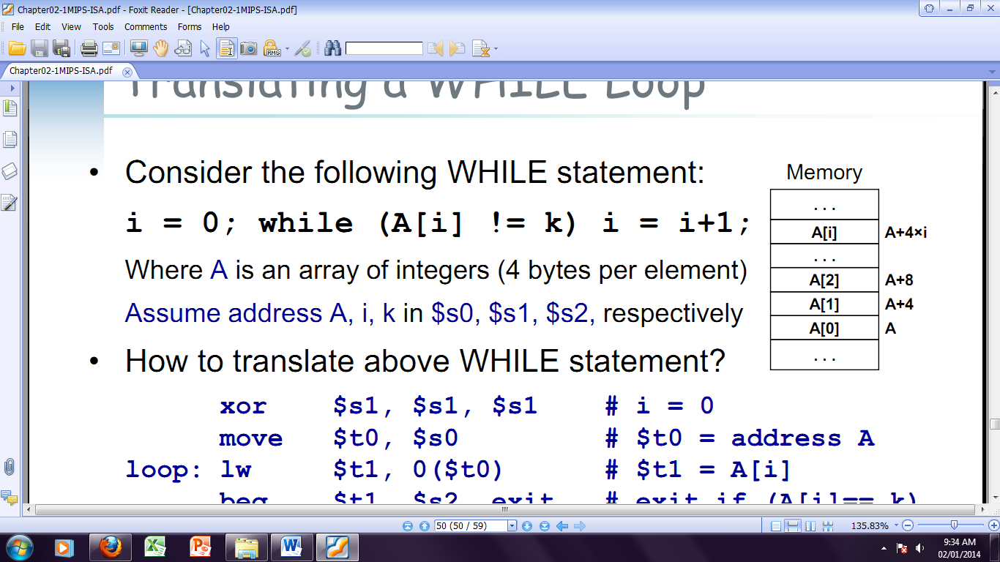 Chapter02-1MIPS-ISA.pdf - Foxit Reader - [Chapter02-1MIPS-ISA.pdf]
File Edit View Tools Comments Forms Help
RMS
Chapter02-1MIPS-ISA.pdf
Translating a WHILE Loop
• Consider the following WHILE statement:
i = 0; while (A[i] != k) i = i+1;
Where A is an array of integers (4 bytes per element)
Assume address A, i, k in $s0, $s1, $s2, respectively
Memory
. . .
A[i] A+4×i
. . .
A[2] A+8
A[1] A+4
A[0] A
. . .
• How to translate above WHILE statement?
xor $s1, $s1, $s1 # i = 0
move $t0, $s0 # $t0 = address A
loop: lw $t1, 0($t0) # $t1 = A[i]
beq $t1, $s2, exit # exit if (A[i]== k)
50 (50 / 59)
135.83%
9:34 AM
02/01/2014